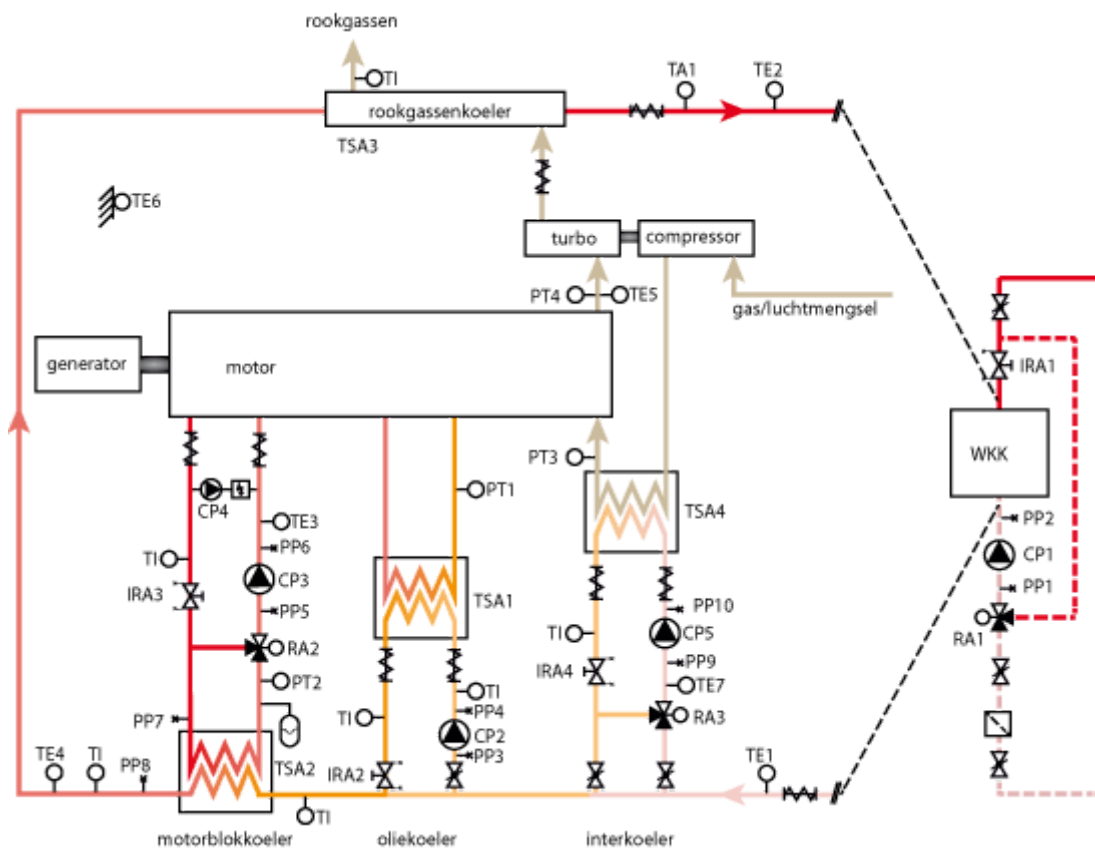 rookgassen
TI
TA1
TE2
rookgassenkoeler
TSA3
TE6
turbo
compressor
PT4
TE5
gas/luchtmengsel
generator
motor
IRA1
WKK
PT3
PT1
TSA4
CP4
TE3
PP2
TI
PP6
CP1
CP3
TSA1
PP1
IRA3
PP5
PP10
RA1
TI
CP5
RA2
IRA4
PP9
PT2
TI
TE7
PP4
RA3
PP7
TI
CP2
TE4
TI
PP8
TSA2
IRA2
PP3
TE1
TI
motorblokkoeler
oliekoeler
interkoeler